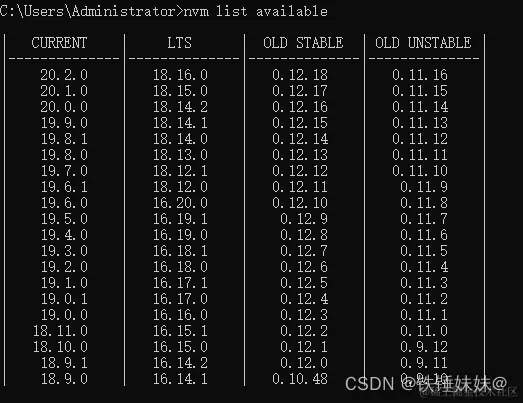 C:\Users\Administrator>nvm list available
CURRENT | LTS | OLD STABLE | OLD UNSTABLE
20.2.0 | 18.16.0 | 0.12.18 | 0.11.16
20.1.0 | 18.15.0 | 0.12.17 | 0.11.15
20.0.0 | 18.14.2 | 0.12.16 | 0.11.14
19.9.0 | 18.14.1 | 0.12.15 | 0.11.13
19.8.1 | 18.14.0 | 0.12.14 | 0.11.12
19.8.0 | 18.13.0 | 0.12.13 | 0.11.11
19.7.0 | 18.12.1 | 0.12.12 | 0.11.10
19.6.1 | 18.12.0 | 0.12.11 | 0.11.9
19.6.0 | 16.20.0 | 0.12.10 | 0.11.8
19.5.0 | 16.19.1 | 0.12.9 | 0.11.7
19.4.0 | 16.19.0 | 0.12.8 | 0.11.6
19.3.0 | 16.18.1 | 0.12.7 | 0.11.5
19.2.0 | 16.18.0 | 0.12.6 | 0.11.4
19.1.0 | 16.17.1 | 0.12.5 | 0.11.3
19.0.1 | 16.17.0 | 0.12.4 | 0.11.2
19.0.0 | 16.16.0 | 0.12.3 | 0.11.1
18.11.0 | 16.15.1 | 0.12.2 | 0.11.0
18.10.0 | 16.15.0 | 0.12.1 | 0.9.12
18.9.1 | 16.14.2 | 0.12.0 | 0.9.11
18.9.0 | 16.14.1 | 0.10.48
CSDN @铁锤妹妹@